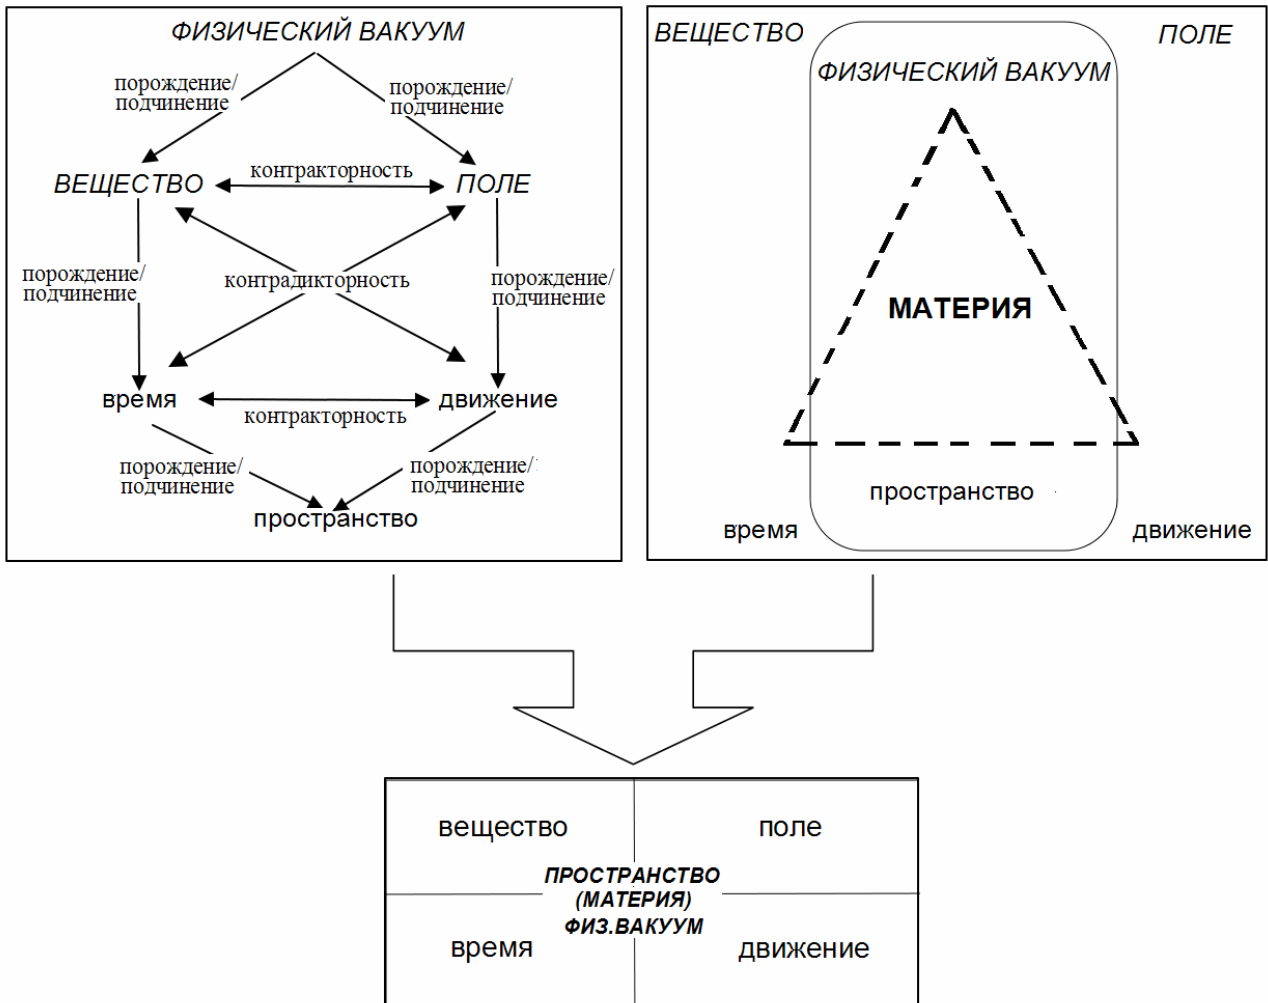 ФИЗИЧЕСКИЙ ВАКУУМ
порождение/
подчинение
порождение/
подчинение
ВЕЩЕСТВО
контракторность
ПОЛЕ
порождение/
подчинение
контрадикторность
порождение/
подчинение
время
контракторность
движение
порождение/
подчинение
порождение/
подчинение
пространство
ВЕЩЕСТВО
ПОЛЕ
ФИЗИЧЕСКИЙ ВАКУУМ
МАТЕРИЯ
пространство
время
движение
вещество
поле
ПРОСТРАНСТВО
(МАТЕРИЯ)
ФИЗ.ВАКУУМ
время
движение